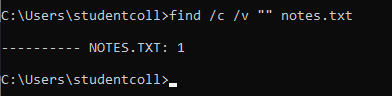 C:\Users\studentcoll>find /c /v "" notes.txt
---------- NOTES.TXT: 1
C:\Users\studentcoll>